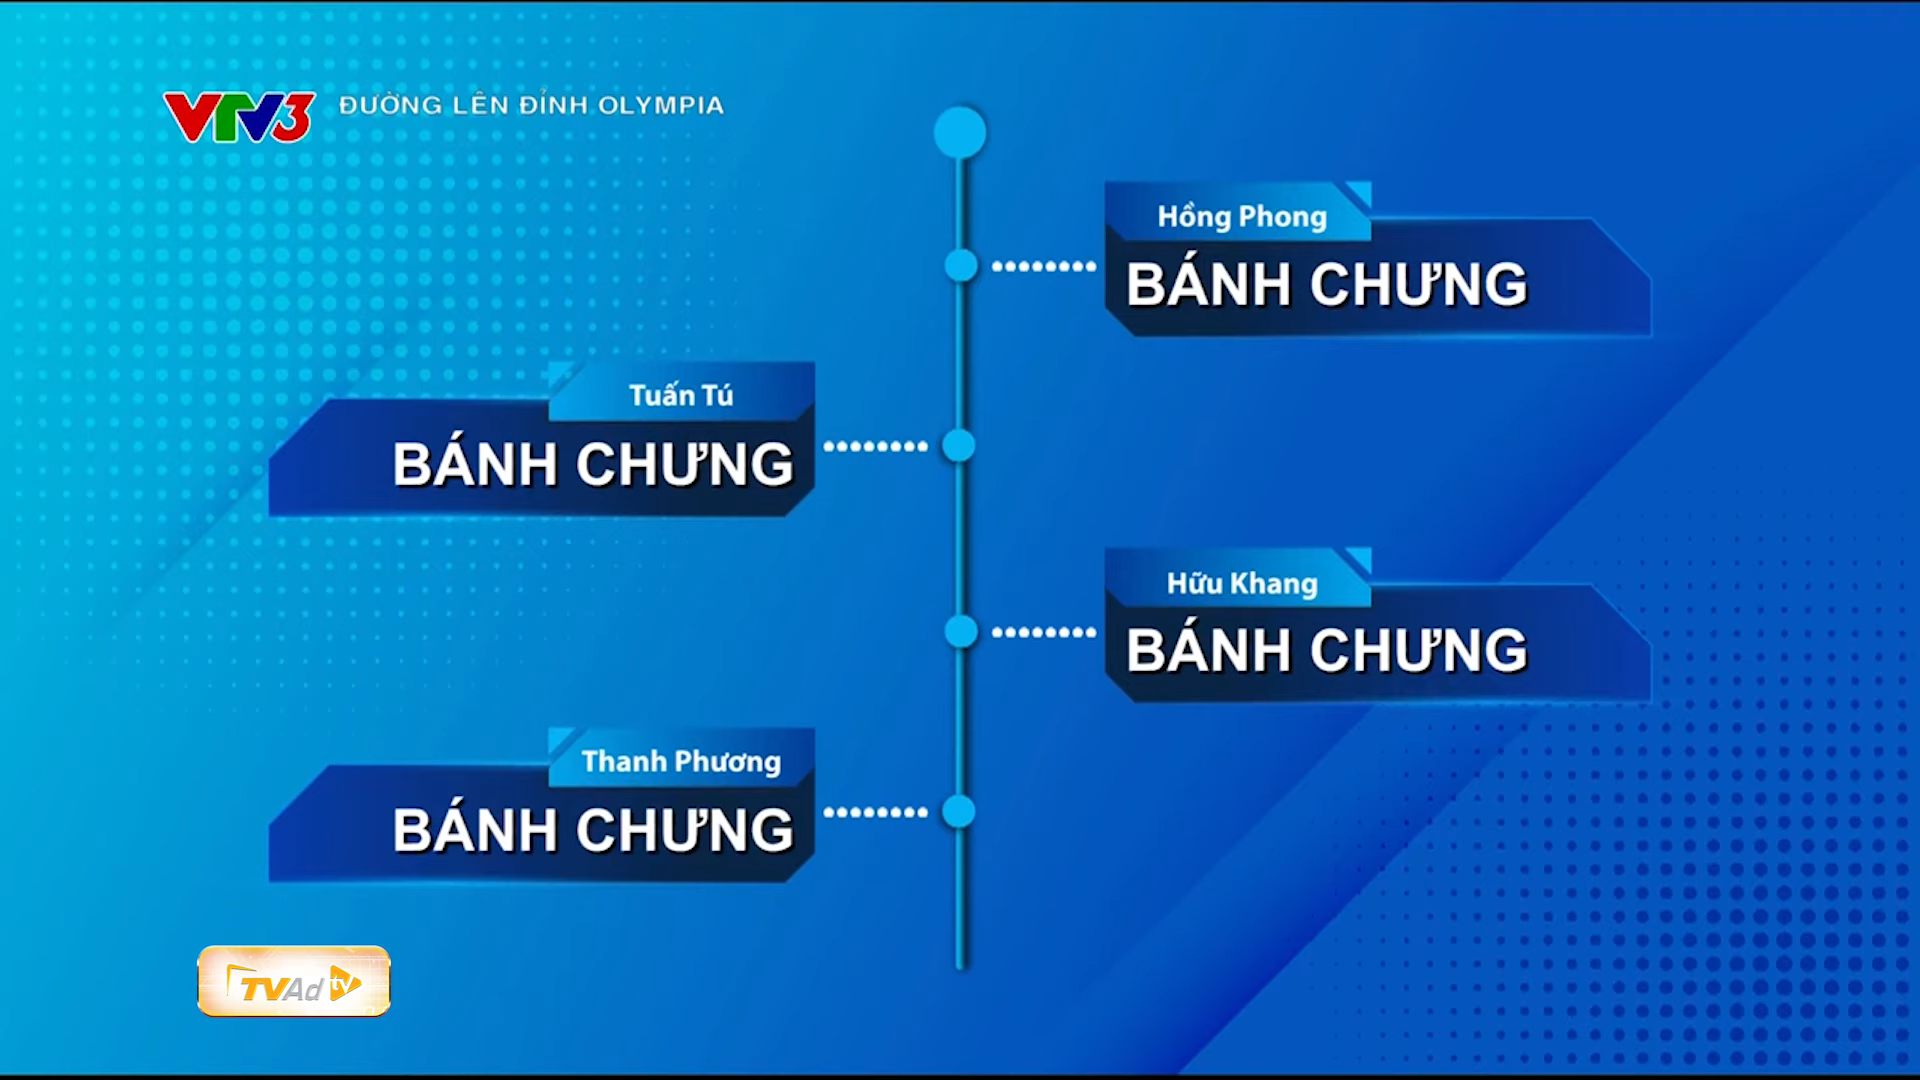 VTV3 ĐƯỜNG LÊN ĐỈNH OLYMPIA
Hồng Phong
BÁNH CHƯNG
Tuấn Tú
BÁNH CHƯNG
Hữu Khang
BÁNH CHƯNG
Thanh Phương
BÁNH CHƯNG
TVAd tv